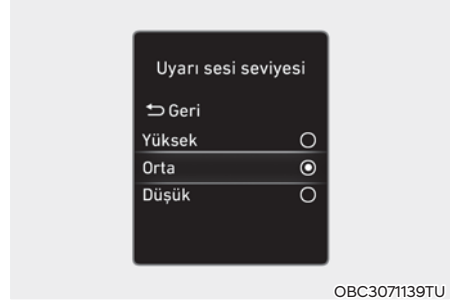 Uyarı sesi seviyesi
Geri
Yüksek
Orta
Düşük
OBC3071139TU